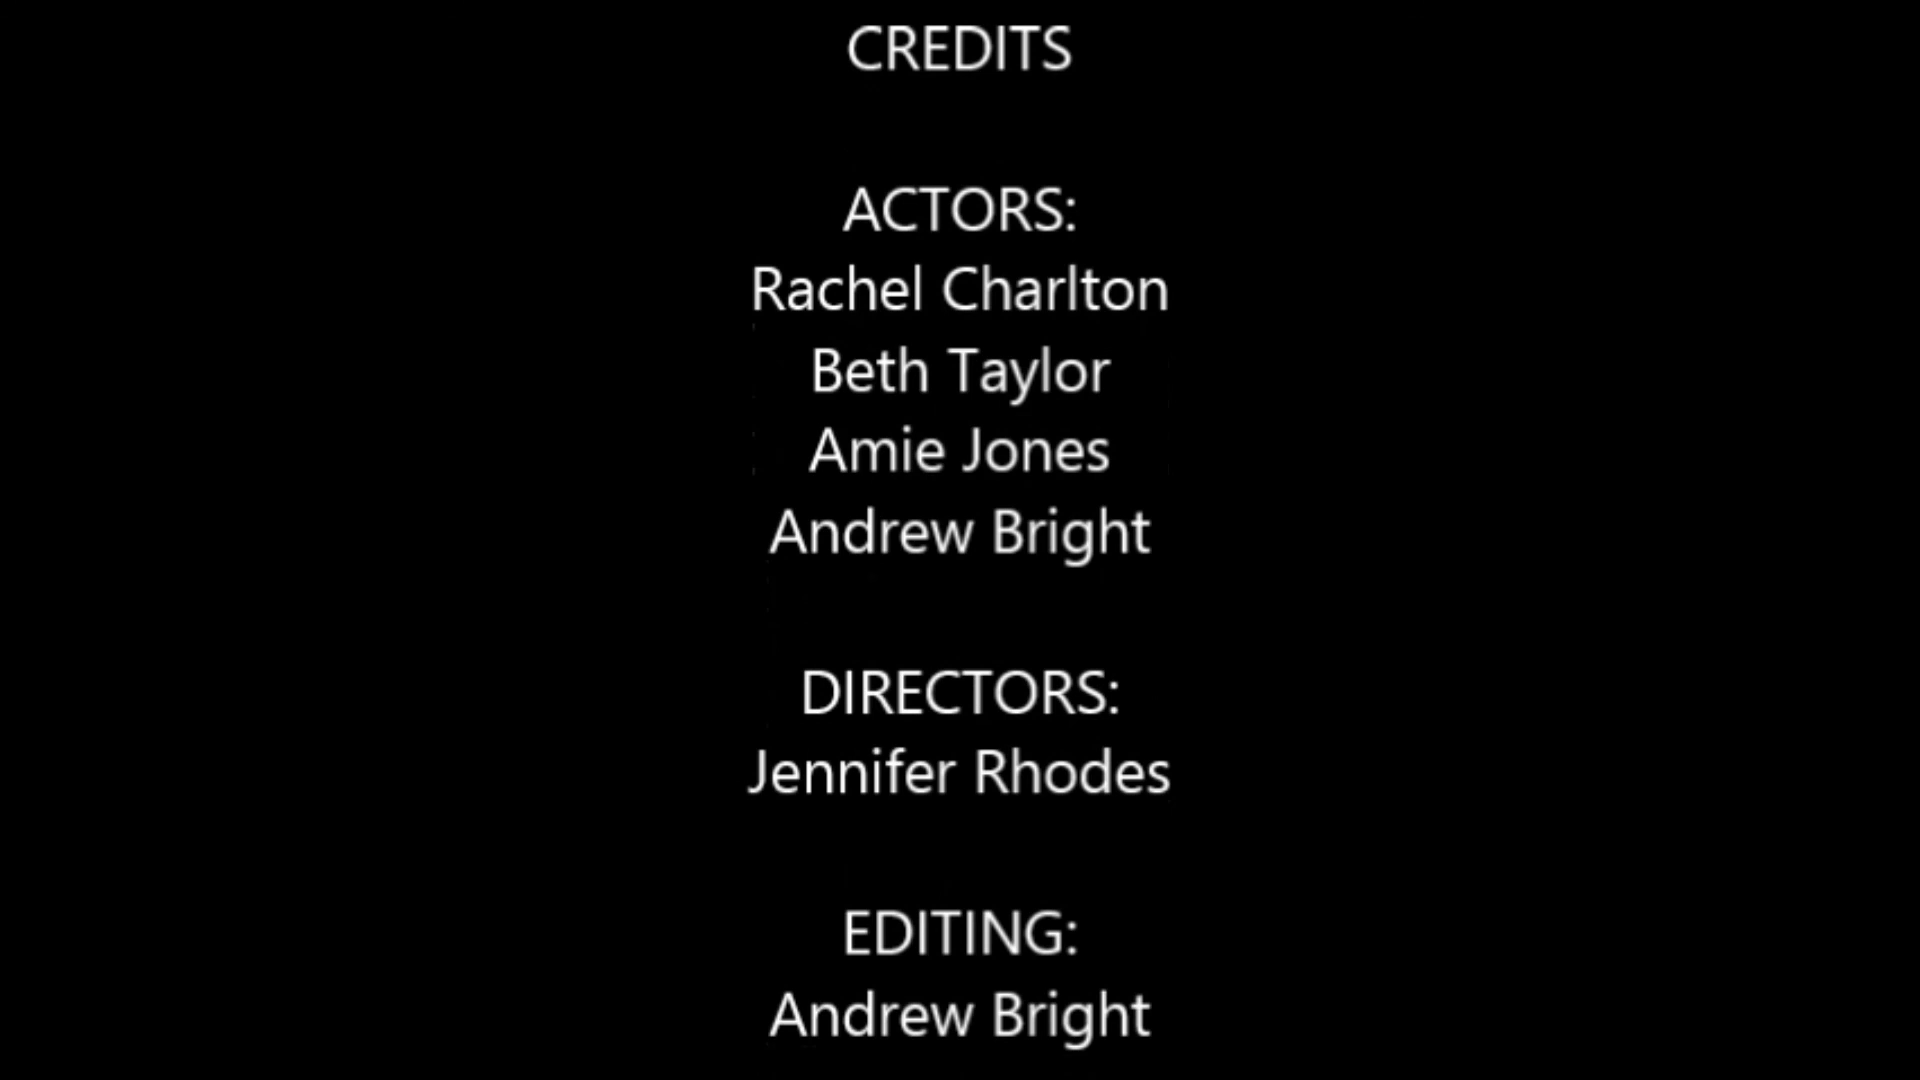 CREDITS
ACTORS:
Rachel Charlton
Beth Taylor
Amie Jones
Andrew Bright
DIRECTORS:
Jennifer Rhodes
EDITING:
Andrew Bright